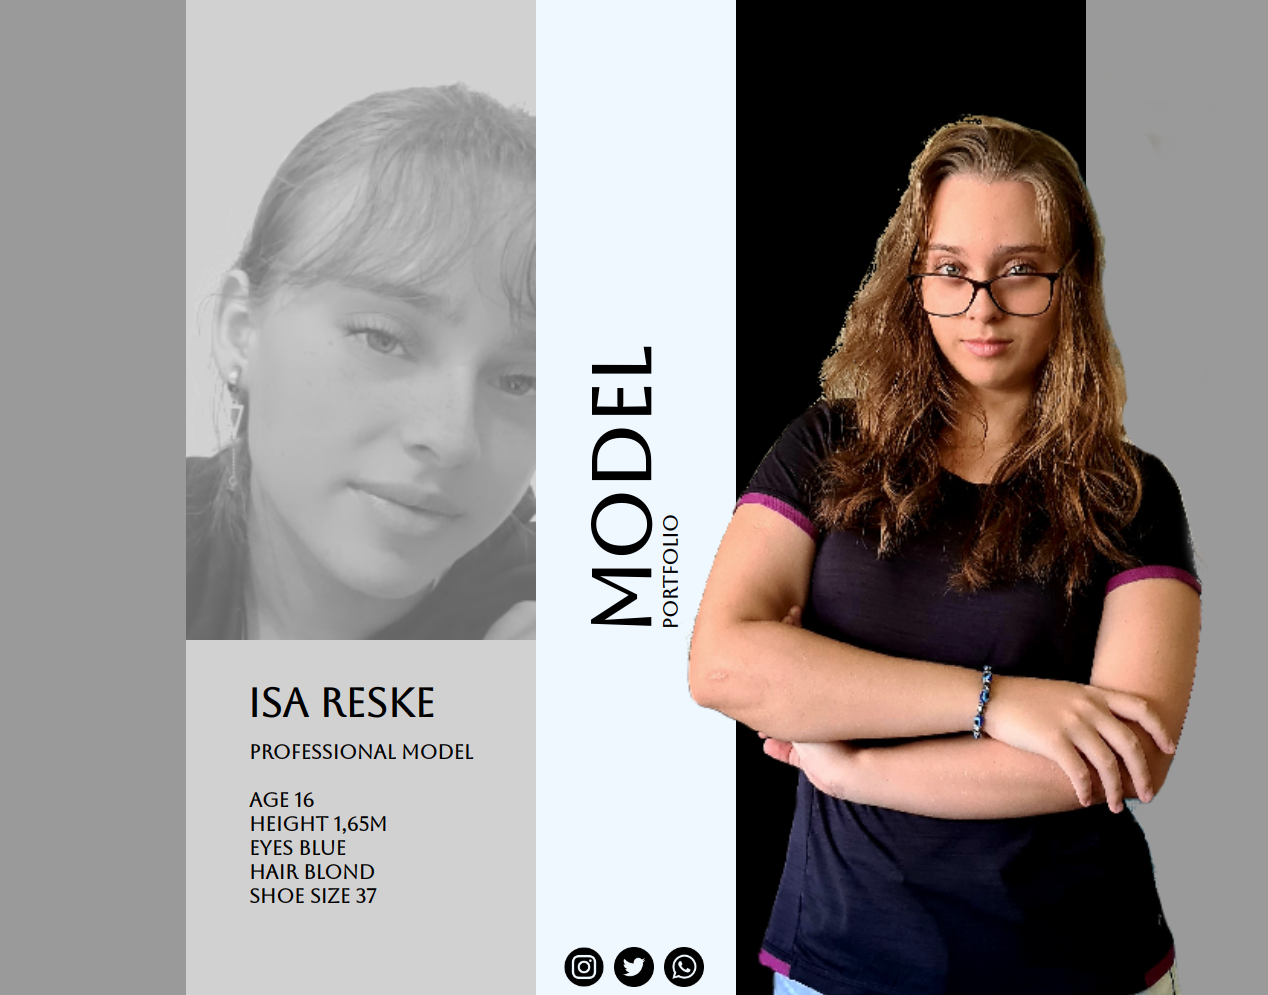 MODEL
PORTFOLIO
ISA RESKE
PROFESSIONAL MODEL
AGE 16
HEIGHT 1,65M
EYES BLUE
HAIR BLOND
SHOE SIZE 37